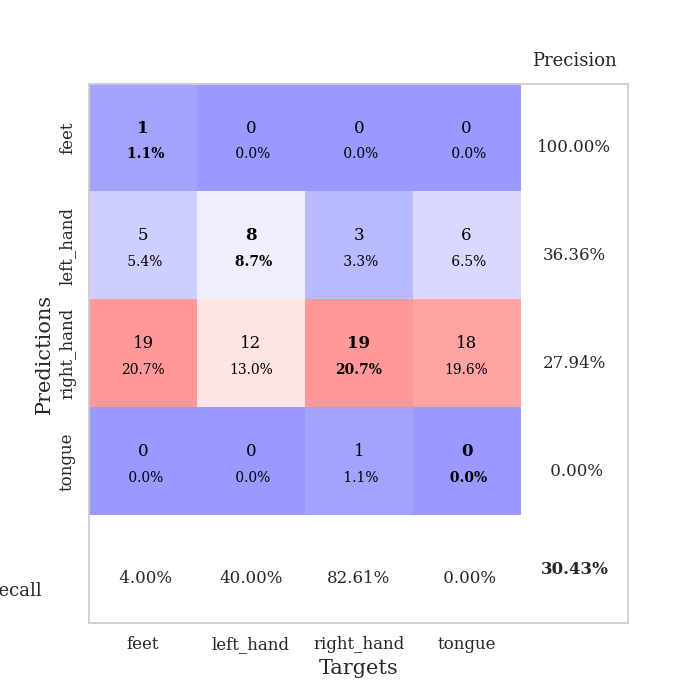 Precision
feet
1 0 0 0 100.00%
1.1% 0.0% 0.0% 0.0%
left_hand
5 8 3 6 36.36%
5.4% 8.7% 3.3% 6.5%
Predictions
right_hand
19 12 19 18 27.94%
20.7% 13.0% 20.7% 19.6%
tongue
0 0 1 0 0.00%
0.0% 0.0% 1.1% 0.0%
ecall 4.00% 40.00% 82.61% 0.00% 30.43%
feet left_hand right_hand tongue
Targets